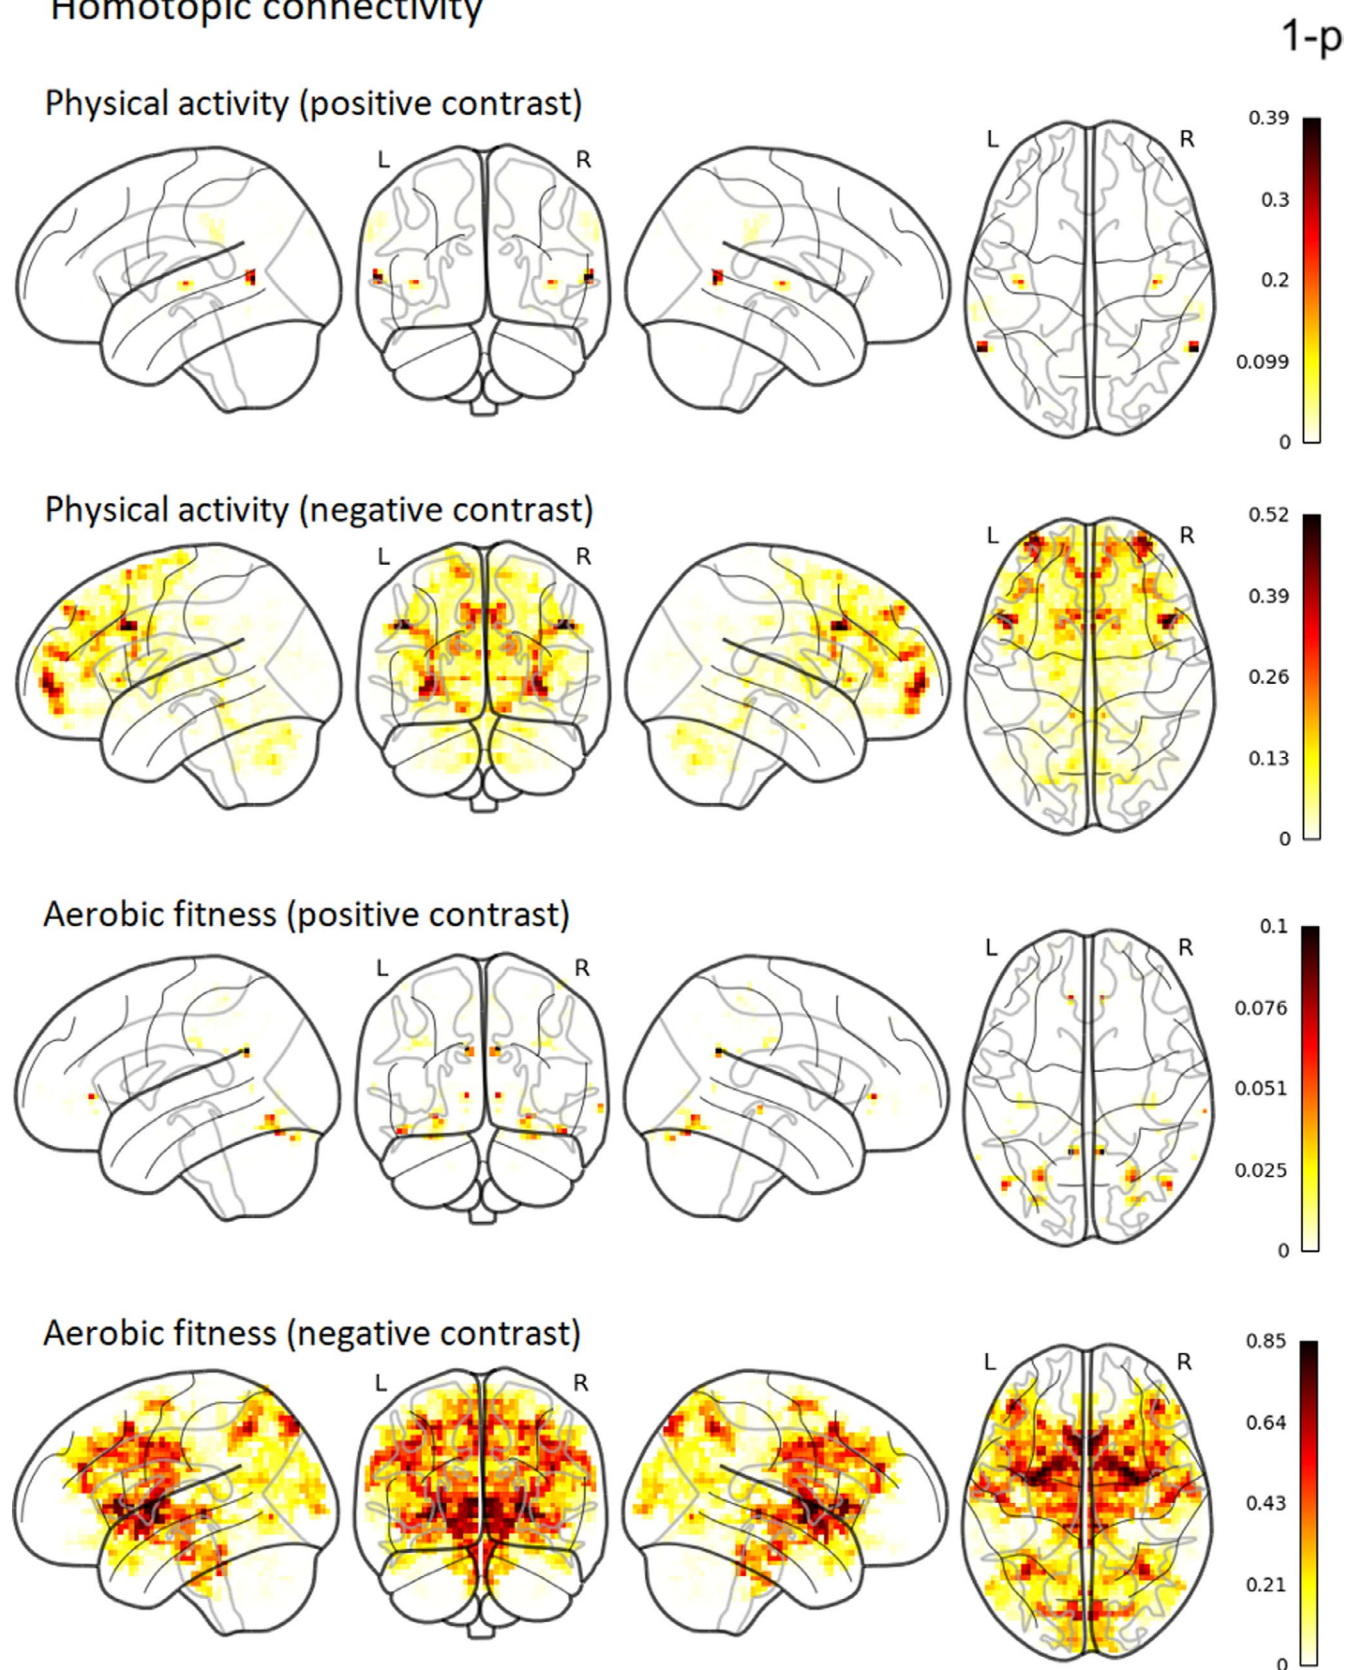 Homotopic connectivity
1-p
Physical activity (positive contrast)
L R L R
0.39
0.3
0.2
0.099
0
Physical activity (negative contrast)
L R L R
0.52
0.39
0.26
0.13
0
Aerobic fitness (positive contrast)
L R L R
0.1
0.076
0.051
0.025
0
Aerobic fitness (negative contrast)
L R L R
0.85
0.64
0.43
0.21
0